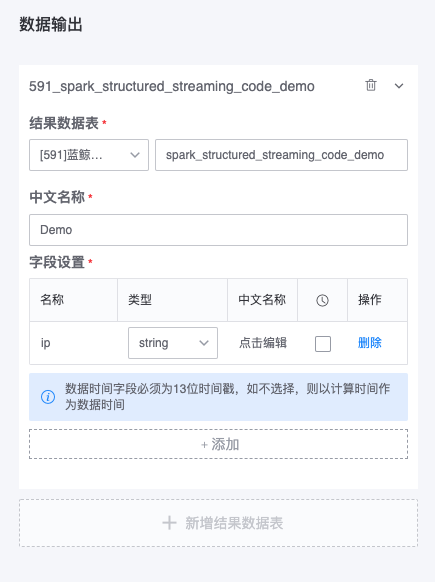 数据输出
591_spark_structured_streaming_code_demo
结果数据表 *
[591]蓝鲸... spark_structured_streaming_code_demo
中文名称 *
Demo
字段设置 *
名称 类型 中文名称 操作
ip string 点击编辑 删除
数据时间字段必须为13位时间戳，如不选择，则以计算时间作
为数据时间
+ 添加
+ 新增结果数据表